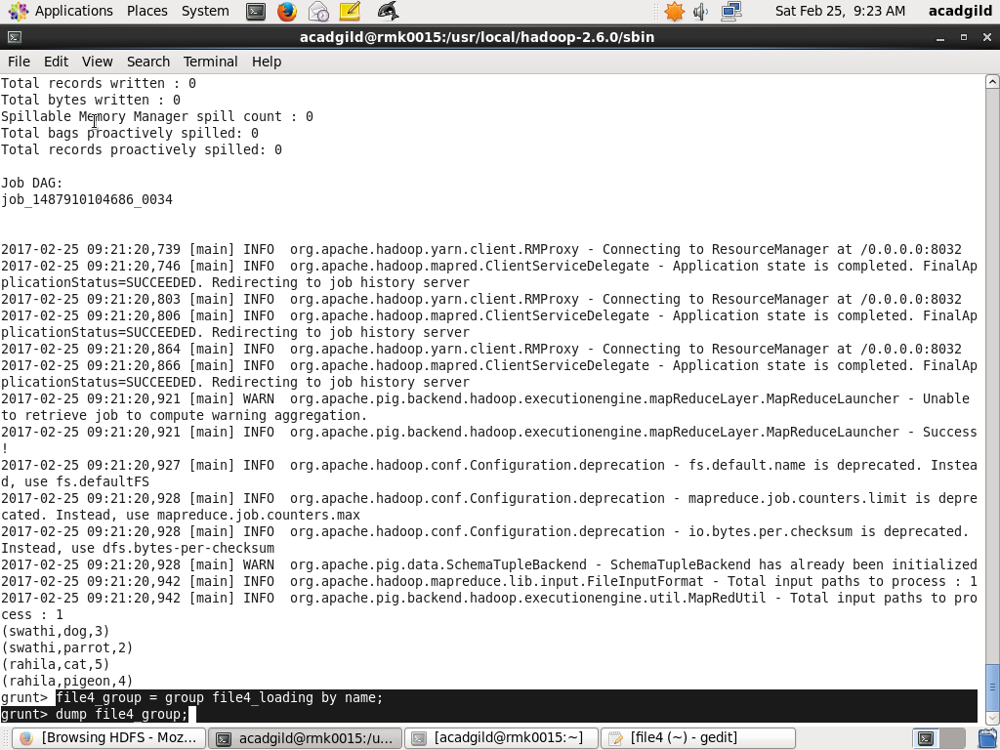 Applications Places System Sat Feb 25, 9:23 AM acadgild
acadgild@rmk0015:/usr/local/hadoop-2.6.0/sbin
File Edit View Search Terminal Help
Total records written : 0
Total bytes written : 0
Spillable Memory Manager spill count : 0
Total bags proactively spilled: 0
Total records proactively spilled: 0
Job DAG:
job_1487910104686_0034
2017-02-25 09:21:20,739 [main] INFO  org.apache.hadoop.yarn.client.RMProxy - Connecting to ResourceManager at /0.0.0.0:8032
2017-02-25 09:21:20,746 [main] INFO  org.apache.hadoop.mapred.ClientServiceDelegate - Application state is completed. FinalAp
plicationStatus=SUCCEEDED. Redirecting to job history server
2017-02-25 09:21:20,803 [main] INFO  org.apache.hadoop.yarn.client.RMProxy - Connecting to ResourceManager at /0.0.0.0:8032
2017-02-25 09:21:20,806 [main] INFO  org.apache.hadoop.mapred.ClientServiceDelegate - Application state is completed. FinalAp
plicationStatus=SUCCEEDED. Redirecting to job history server
2017-02-25 09:21:20,864 [main] INFO  org.apache.hadoop.yarn.client.RMProxy - Connecting to ResourceManager at /0.0.0.0:8032
2017-02-25 09:21:20,866 [main] INFO  org.apache.hadoop.mapred.ClientServiceDelegate - Application state is completed. FinalAp
plicationStatus=SUCCEEDED. Redirecting to job history server
2017-02-25 09:21:20,921 [main] WARN  org.apache.pig.backend.hadoop.executionengine.mapReduceLayer.MapReduceLauncher - Unable
to retrieve job to compute warning aggregation.
2017-02-25 09:21:20,921 [main] INFO  org.apache.pig.backend.hadoop.executionengine.mapReduceLayer.MapReduceLauncher - Success
!
2017-02-25 09:21:20,927 [main] INFO  org.apache.hadoop.conf.Configuration.deprecation - fs.default.name is deprecated. Instea
d, use fs.defaultFS
2017-02-25 09:21:20,928 [main] INFO  org.apache.hadoop.conf.Configuration.deprecation - mapreduce.job.counters.limit is depre
cated. Instead, use mapreduce.job.counters.max
2017-02-25 09:21:20,928 [main] INFO  org.apache.hadoop.conf.Configuration.deprecation - io.bytes.per.checksum is deprecated.
Instead, use dfs.bytes-per-checksum
2017-02-25 09:21:20,928 [main] WARN  org.apache.pig.data.SchemaTupleBackend - SchemaTupleBackend has already been initialized
2017-02-25 09:21:20,942 [main] INFO  org.apache.hadoop.mapreduce.lib.input.FileInputFormat - Total input paths to process : 1
2017-02-25 09:21:20,942 [main] INFO  org.apache.pig.backend.hadoop.executionengine.util.MapRedUtil - Total input paths to pro
cess : 1
(swathi,dog,3)
(swathi,parrot,2)
(rahila,cat,5)
(rahila,pigeon,4)
grunt> file4_group = group file4_loading by name;
grunt> dump file4_group;
[Browsing HDFS - Moz... acadgild@rmk0015:/u... [acadgild@rmk0015:~] [file4 (~) - gedit]